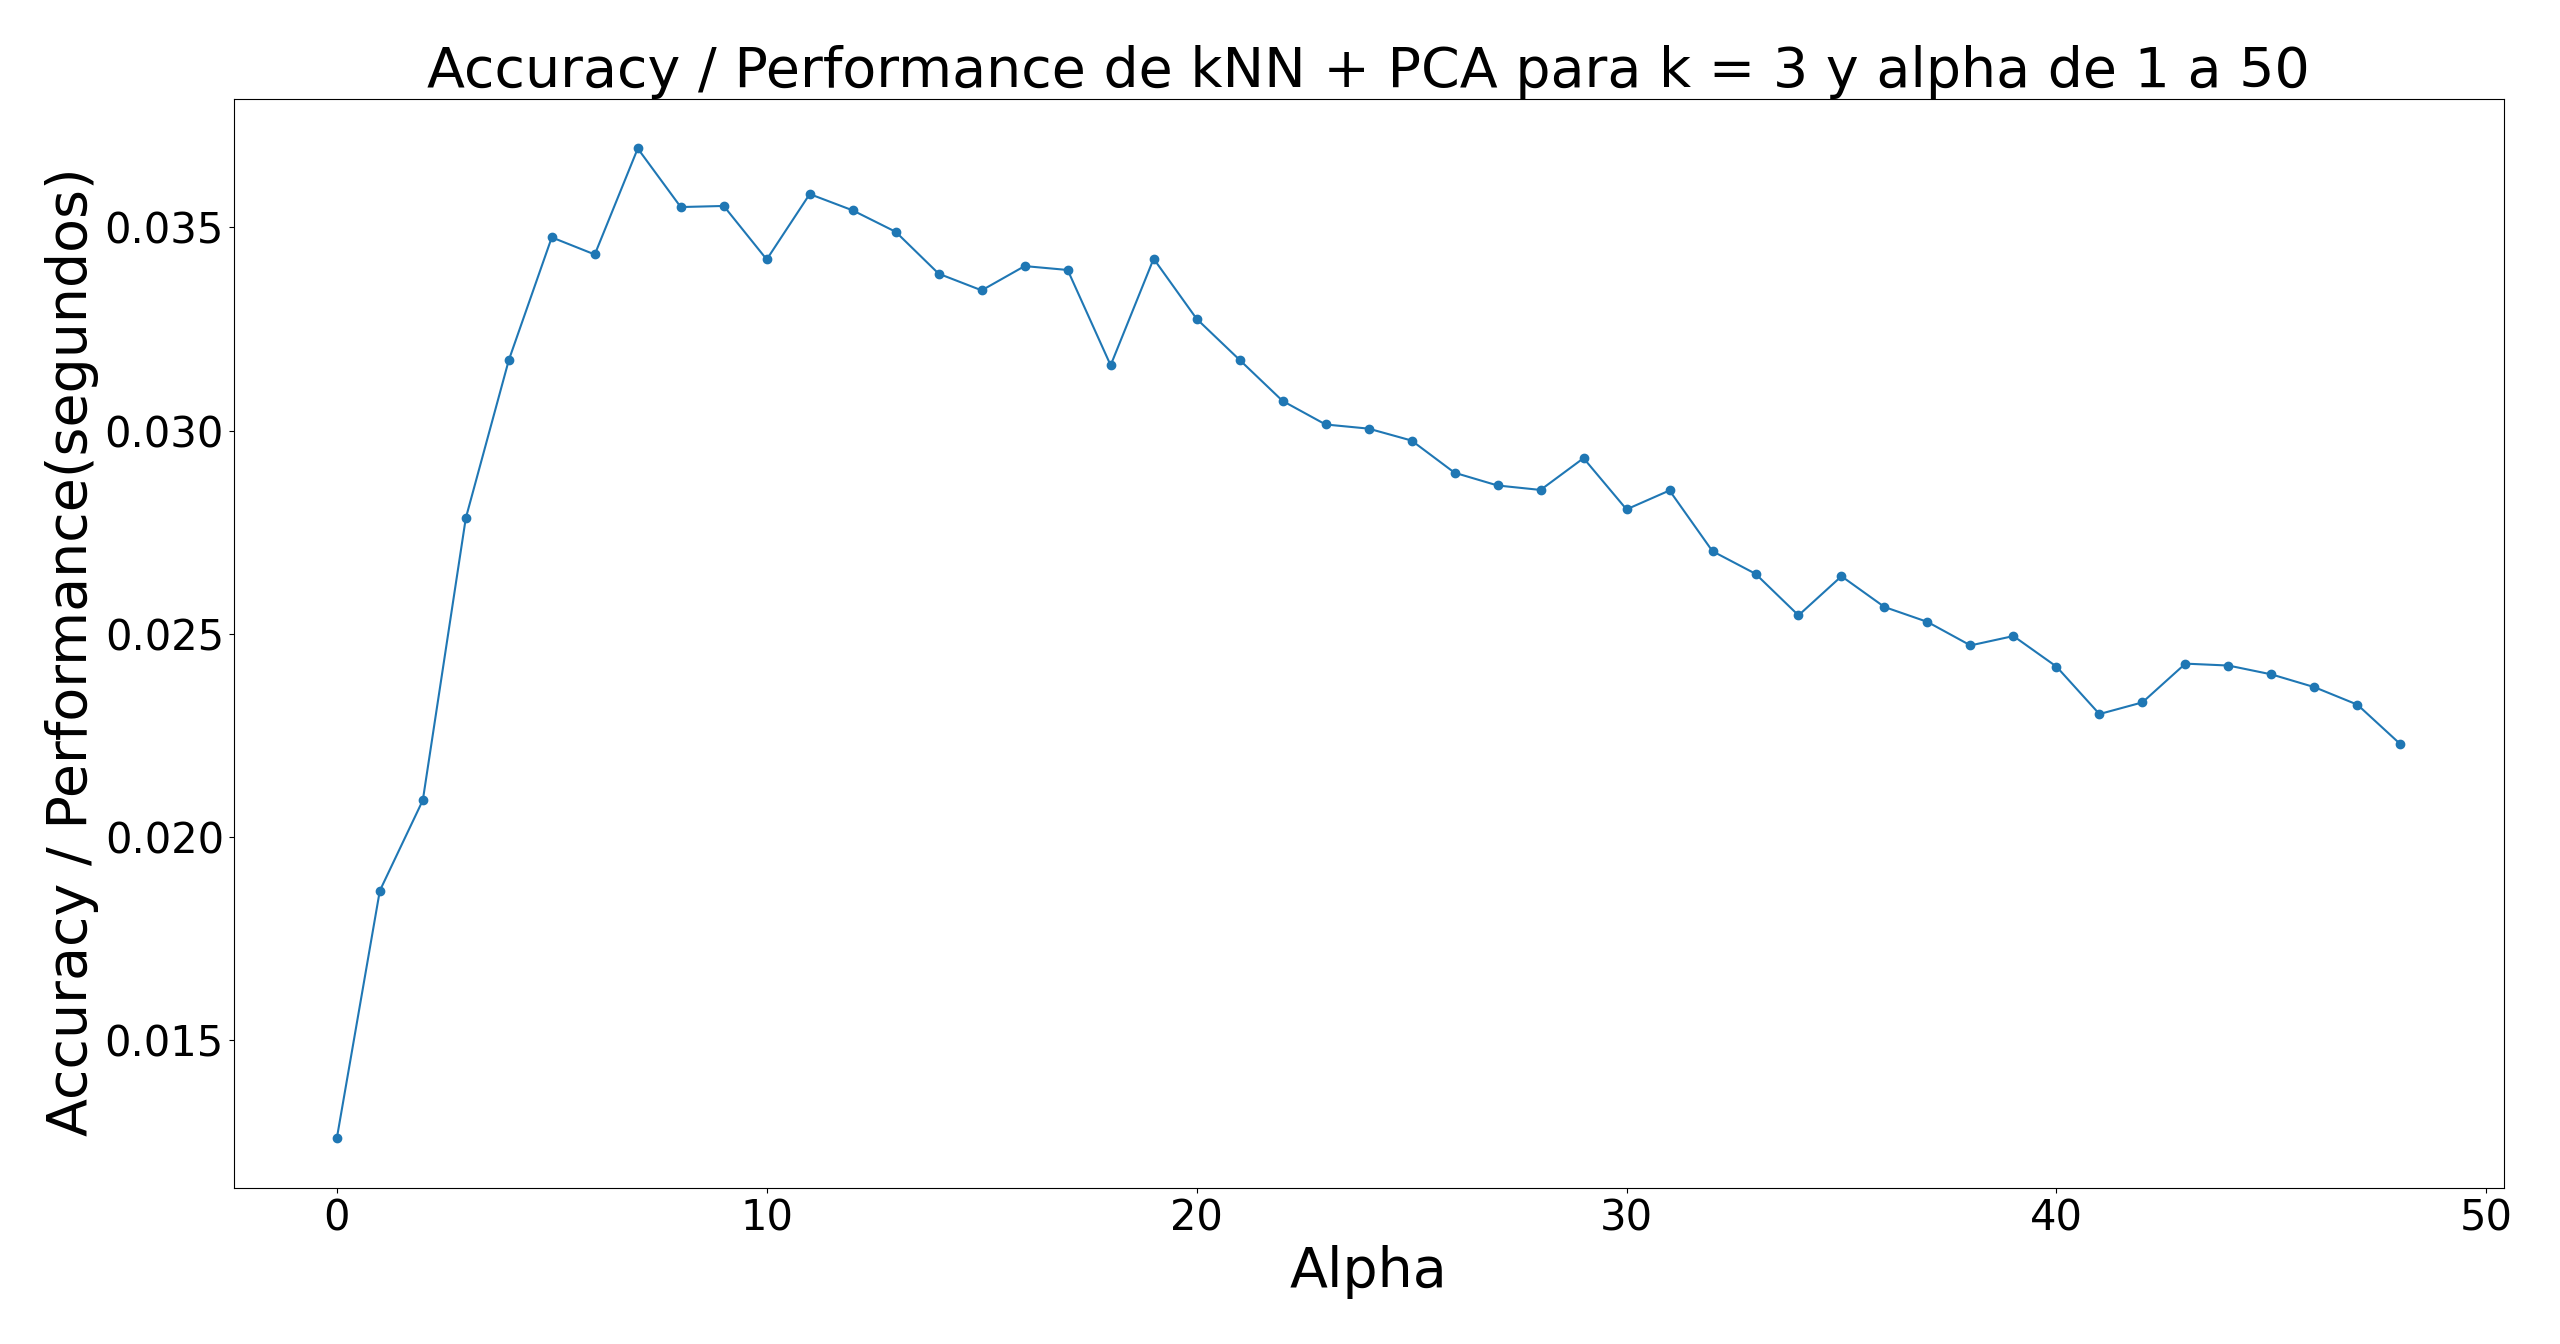 Accuracy / Performance de kNN + PCA para k = 3 y alpha de 1 a 50
Accuracy / Performance(segundos)
0.035
0.030
0.025
0.020
0.015
0 10 20 30 40 50
Alpha